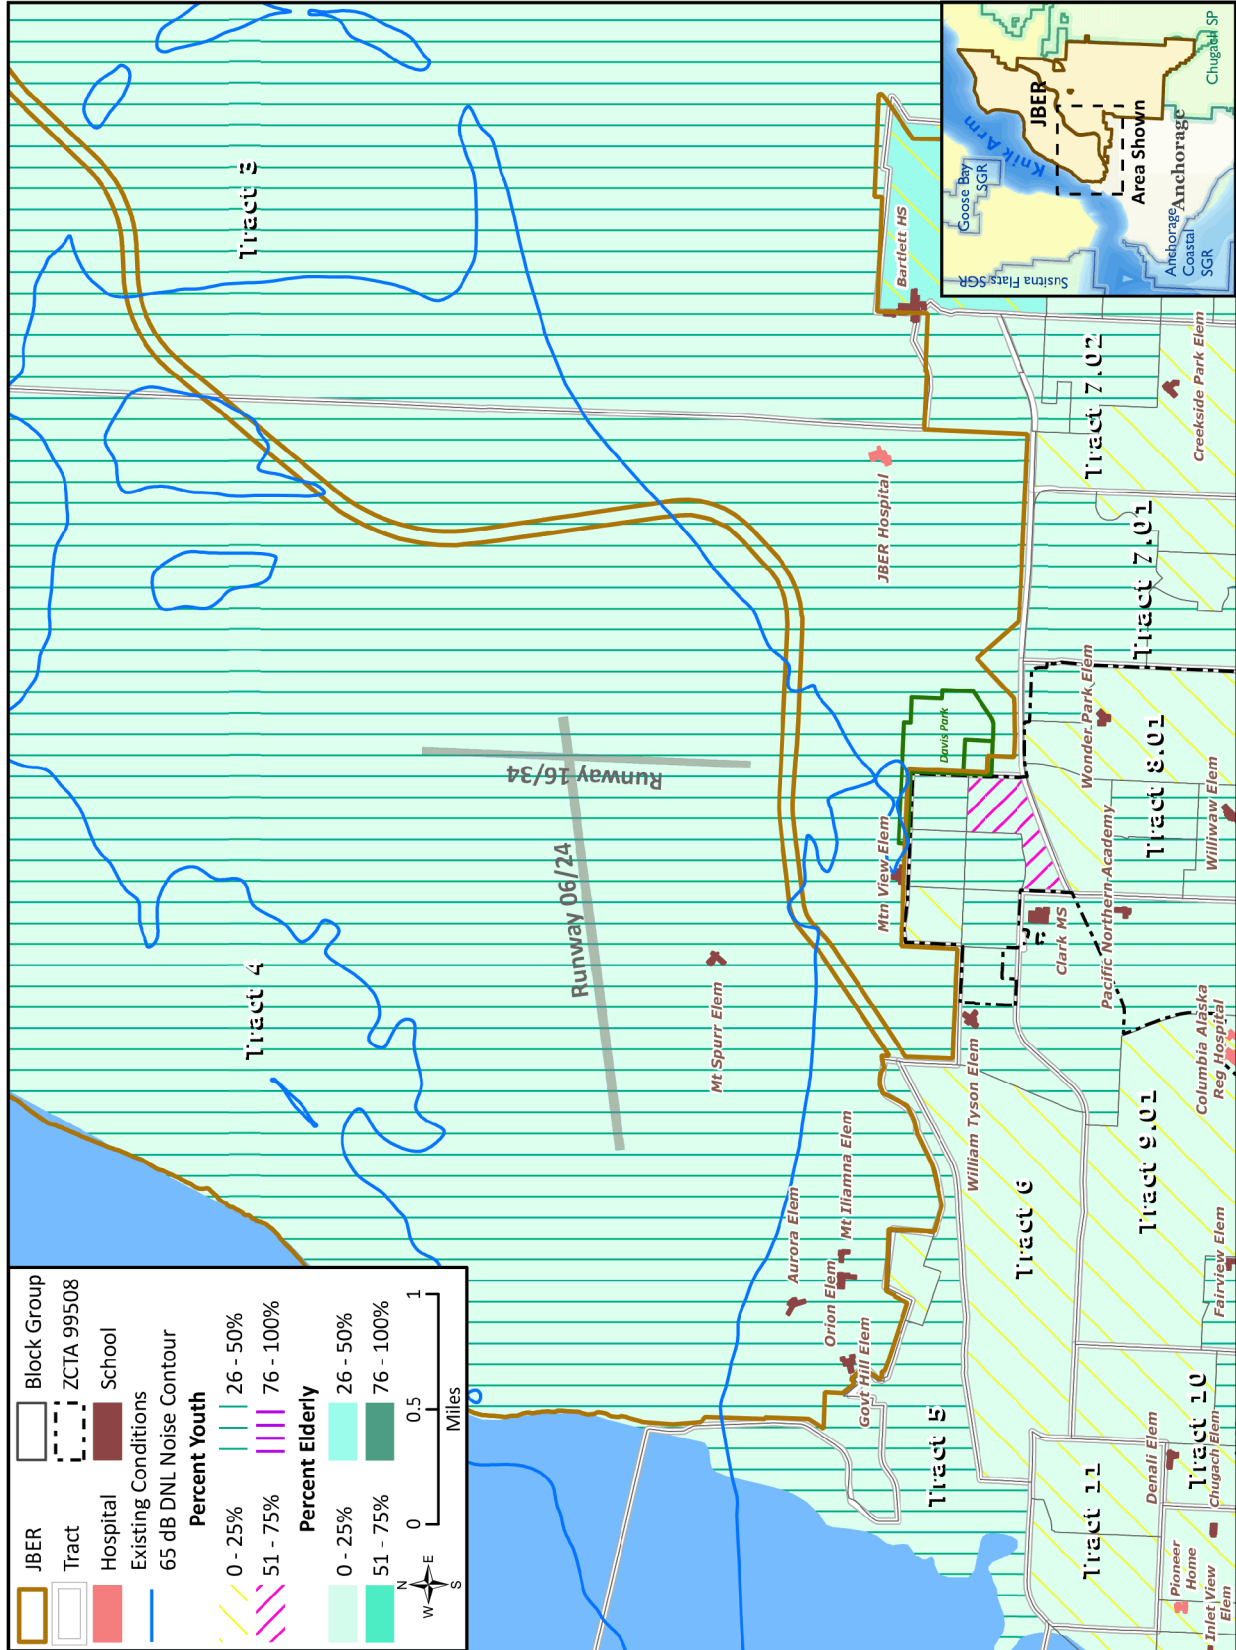 JBER
Block Group
Tract
ZCTA 99508
Hospital
School
Existing Conditions
65 dB DNL Noise Contour
Percent Youth
0 - 25%
26 - 50%
51 - 75%
76 - 100%
Percent Elderly
0 - 25%
26 - 50%
51 - 75%
76 - 100%
N
W
E
S
0
0.5
1
Miles
Tract 4
Tract 3
Runway 16/34
Runway 06/24
Mt Spurr Elem
Mtn View Elem
Davis Park
JBER Hospital
Bartlett HS
Aurora Elem
Mt Iliamna Elem
Orion Elem
Govt Hill Elem
William Tyson Elem
Clark MS
Pacific Northern Academy
Wonder Park Elem
Williwaw Elem
Creekside Park Elem
Tract 7.02
Tract 7.01
Tract 8.01
Tract 9.01
Tract 6
Tract 5
Tract 10
Tract 11
Columbia Alaska
Reg Hospital
Fairview Elem
Denali Elem
Chugach Elem
Pioneer
Home
Inlet View
Elem
Knik Arm
JBER
Goose Bay
SGR
Area Shown
Anchorage
Anchorage
Coastal
SGR
Susitna Flats SGR
Chugach SP